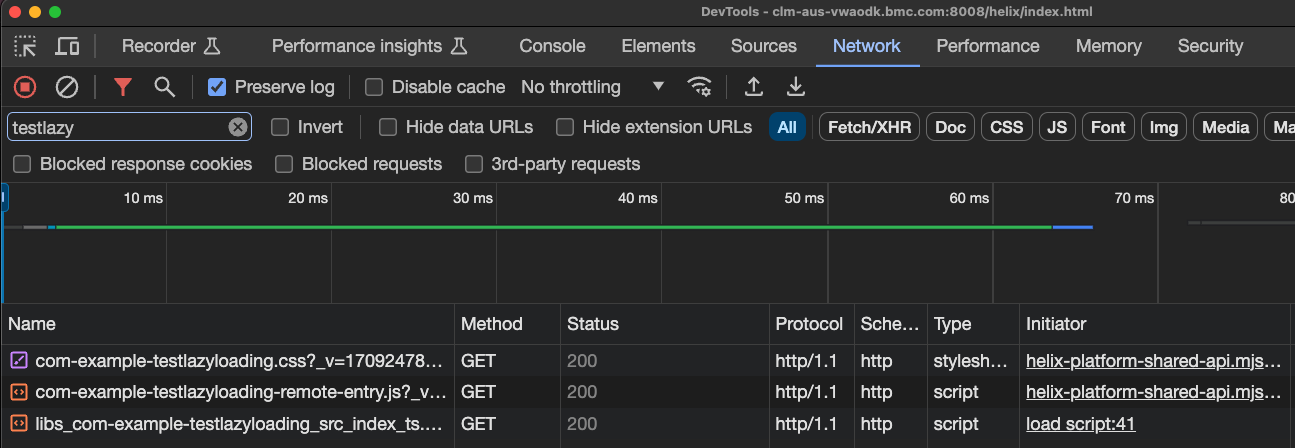 DevTools - clm-aus-vwaodk.bmc.com:8008/helix/index.html
Recorder Performance insights Console Elements Sources Network Performance Memory Security
Preserve log Disable cache No throttling
testlazy Invert Hide data URLs Hide extension URLs All Fetch/XHR Doc CSS JS Font Img Media Ma
Blocked response cookies Blocked requests 3rd-party requests
10 ms 20 ms 30 ms 40 ms 50 ms 60 ms 70 ms 80
Name Method Status Protocol Sche... Type Initiator
com-example-testlazyloading.css?_v=17092478... GET 200 http/1.1 http stylesh... helix-platform-shared-api.mjs...
com-example-testlazyloading-remote-entry.js?_v... GET 200 http/1.1 http script helix-platform-shared-api.mjs...
libs_com-example-testlazyloading_src_index_ts.... GET 200 http/1.1 http script load script:41